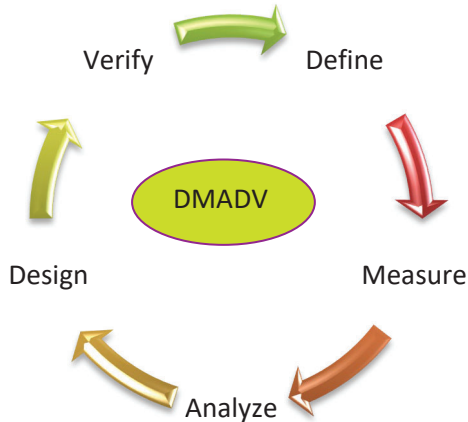 Verify
Define
DMADV
Design
Measure
Analyze